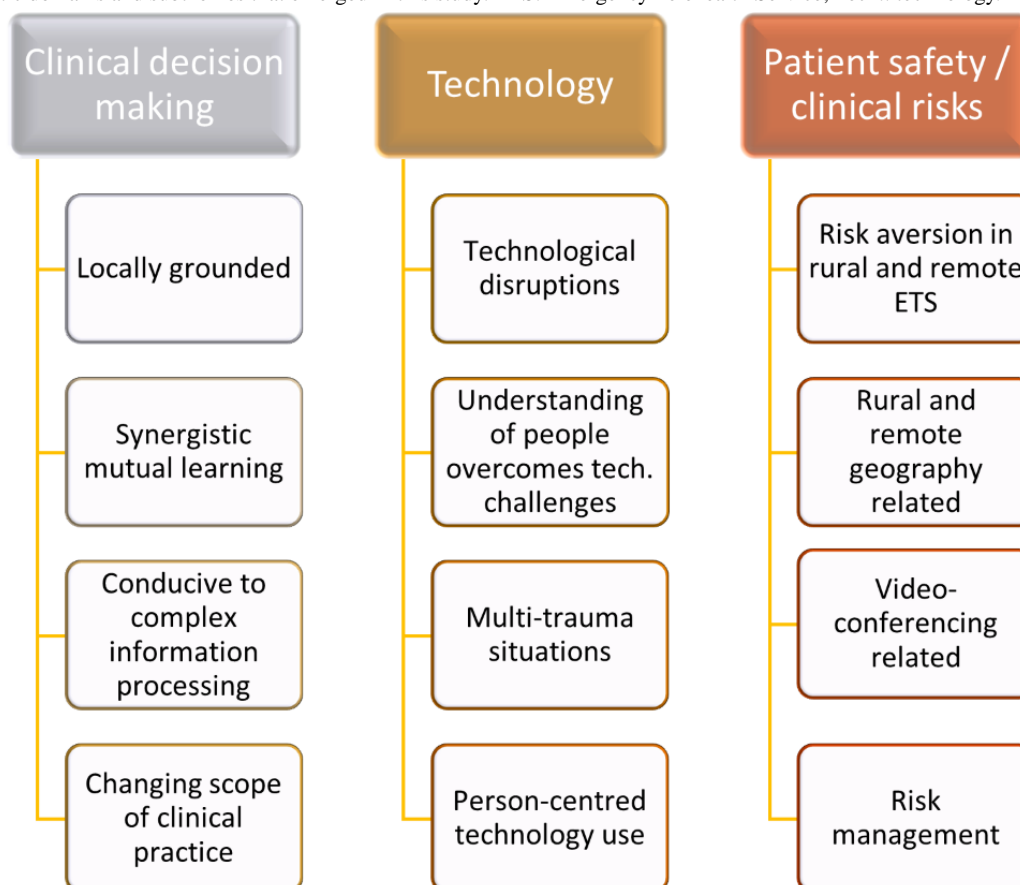 Clinical decision
making
Locally grounded
Synergistic
mutual learning
Conducive to
complex
information
processing
Changing scope
of clinical
practice
Technology
Technological
disruptions
Understanding
of people
overcomes tech.
challenges
Multi-trauma
situations
Person-centred
technology use
Patient safety /
clinical risks
Risk aversion in
rural and remote
ETS
Rural and
remote
geography
related
Video-
conferencing
related
Risk
management